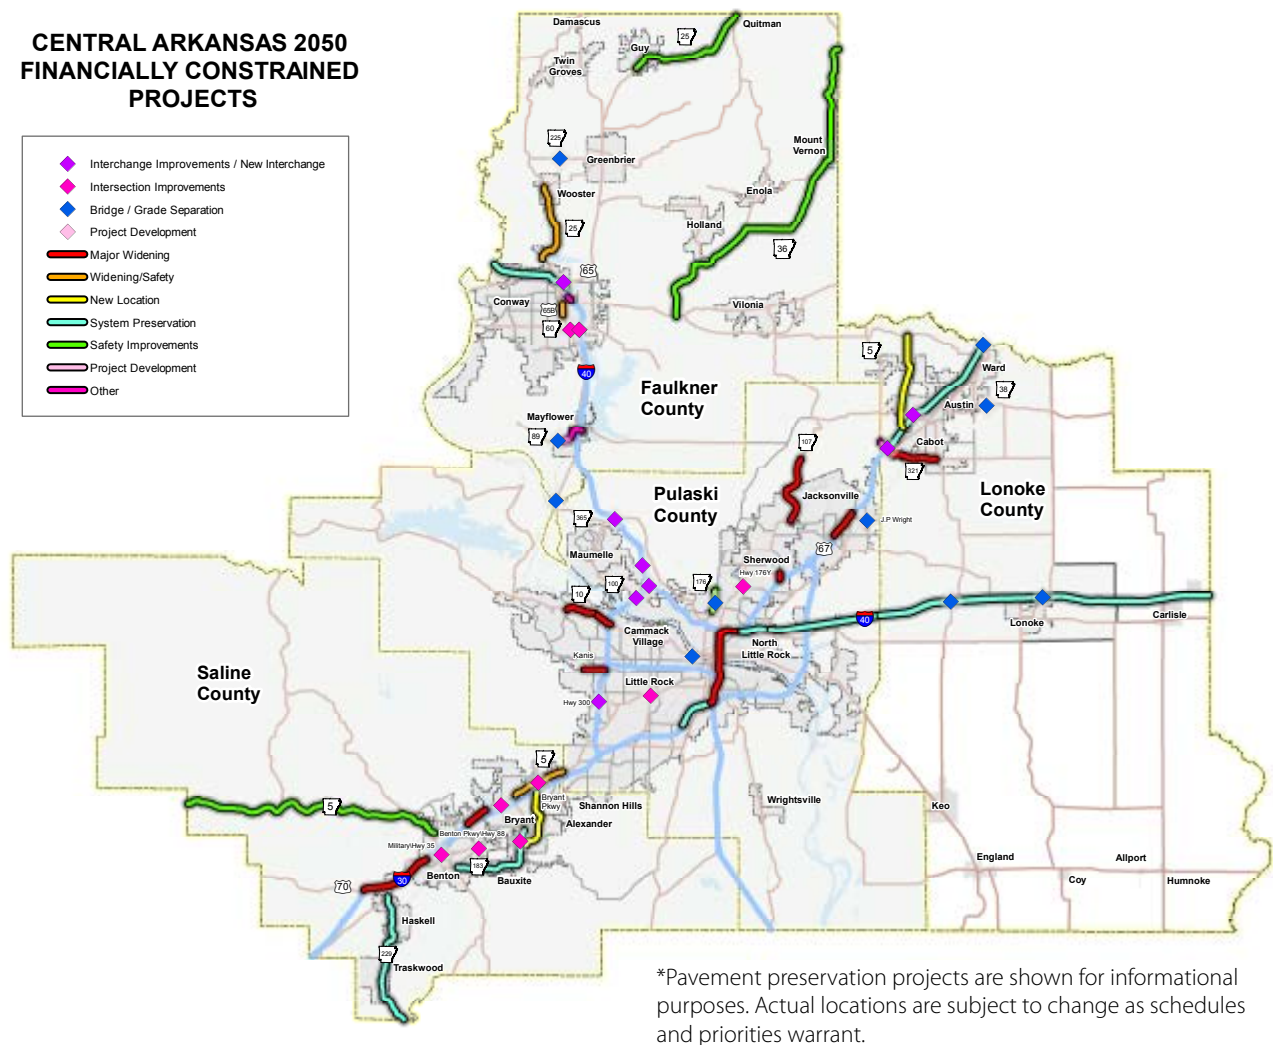 CENTRAL ARKANSAS 2050
FINANCIALLY CONSTRAINED
PROJECTS
Interchange Improvements / New Interchange
Intersection Improvements
Bridge / Grade Separation
Project Development
Major Widening
Widening/Safety
New Location
System Preservation
Safety Improvements
Project Development
Other
Damascus
Quitman
25
Guy
Twin
Groves
225
Greenbrier
Mount
Vernon
Wooster
Enola
25
Holland
36
65
Conway
65B
60
Vilonia
40
Faulkner
County
5
Ward
38
Austin
Mayflower
89
Cabot
321
107
Pulaski
County
Jacksonville
Lonoke
County
365
J.P Wright
67
Maumelle
Sherwood
Hwy 176Y
100
176
10
40
Carlisle
Lonoke
Cammack
Village
North
Little Rock
Kanis
Saline
County
Little Rock
Hwy 300
5
Bryant
Pkwy
Shannon Hills
Wrightsville
Keo
5
Bryant
Alexander
Benton Pkwy\Hwy 88
Military\Hwy 35
183
England
Allport
Benton
Bauxite
Coy
Humnoke
70
30
Haskell
229
Traskwood
*Pavement preservation projects are shown for informational
purposes. Actual locations are subject to change as schedules
and priorities warrant.